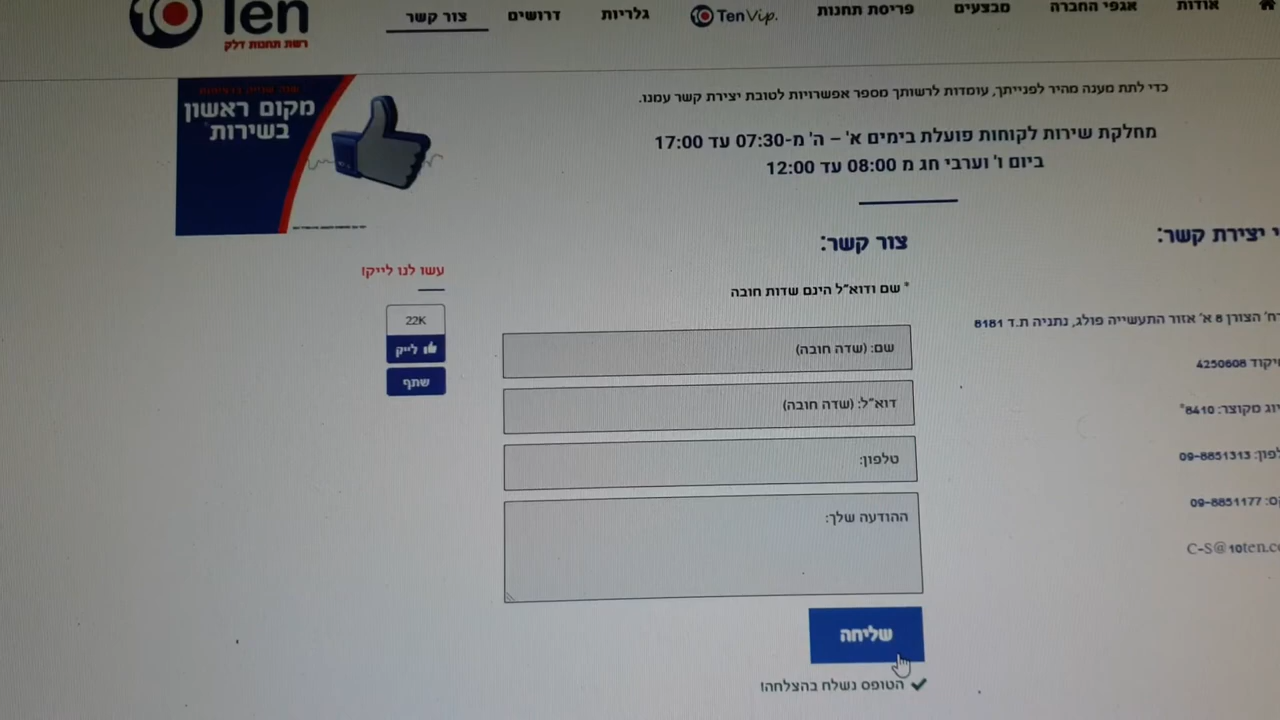 Ten
רשת תחנות דלק
אודות
אגפי החברה
מבצעים
פריסת תחנות
Ten Vip.
גלריות
דרושים
צור קשר
כדי לתת מענה מהיר לפנייתך, עומדות לרשותך מספר אפשרויות לטובת יצירת קשר עמנו.
מחלקת שירות לקוחות פועלת בימים א' – ה' מ-07:30 עד 17:00
ביום ו' וערבי חג מ 08:00 עד 12:00
יצירת קשר:
הצורן 8 א' אזור התעשייה פולג, נתניה ת.ד 8181
4250608
מקוצר: 8410*
09-8851313
09-8851177
C-S@10ten.c
צור קשר:
* שם ודוא"ל הינם שדות חובה
שם: (שדה חובה)
דוא"ל: (שדה חובה)
טלפון:
ההודעה שלך:
שליחה
הטופס נשלח בהצלחה!
מקום ראשון
בשירות
עשו לנו לייק!
22K
לייק
שתף